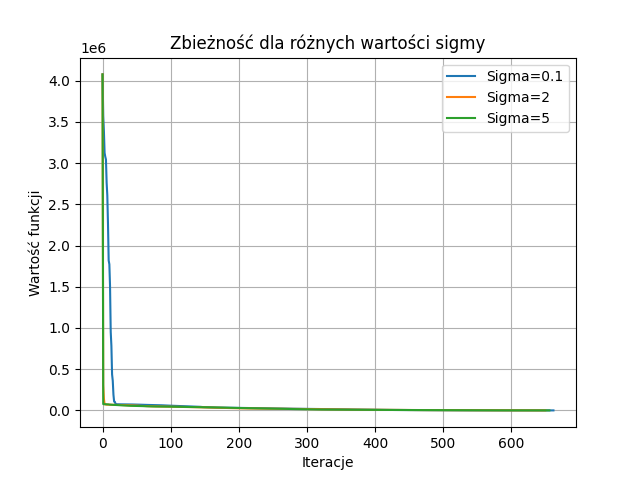 Zbieżność dla różnych wartości sigmy
1e6
4.0
3.5
3.0
2.5
2.0
1.5
1.0
0.5
0.0
Wartość funkcji
Sigma=0.1
Sigma=2
Sigma=5
0 100 200 300 400 500 600
Iteracje